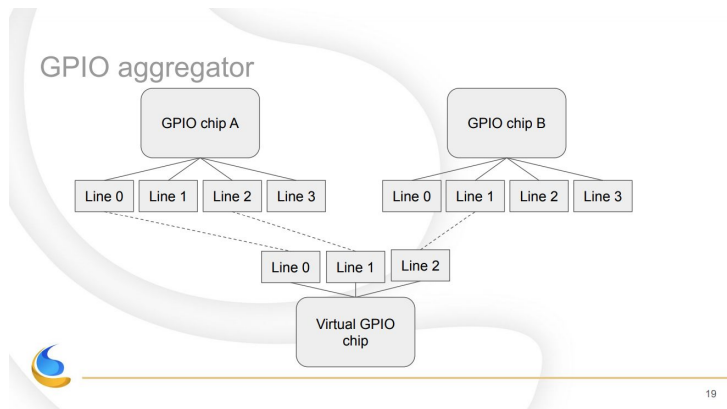 GPIO aggregator
GPIO chip A
GPIO chip B
Line 0
Line 1
Line 2
Line 3
Line 0
Line 1
Line 2
Line 3
Line 0
Line 1
Line 2
Virtual GPIO
chip
19